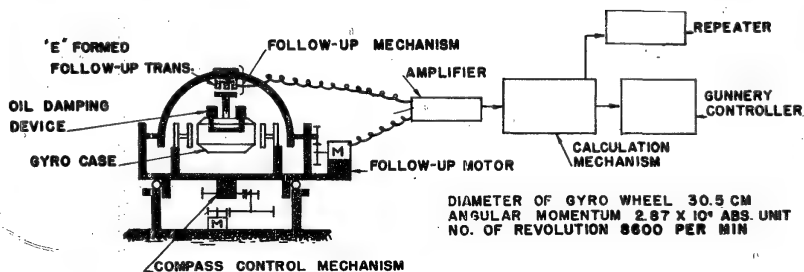 "E" FORMED
FOLLOW-UP TRANS.
FOLLOW-UP MECHANISM
OIL DAMPING
DEVICE
GYRO CASE
AMPLIFIER
REPEATER
GUNNERY
CONTROLLER
CALCULATION
MECHANISM
M
FOLLOW-UP MOTOR
M
COMPASS CONTROL MECHANISM
DIAMETER OF GYRO WHEEL 30.5 CM
ANGULAR MOMENTUM 2.87 X 10⁹ ABS. UNIT
NO. OF REVOLUTION 8600 PER MIN